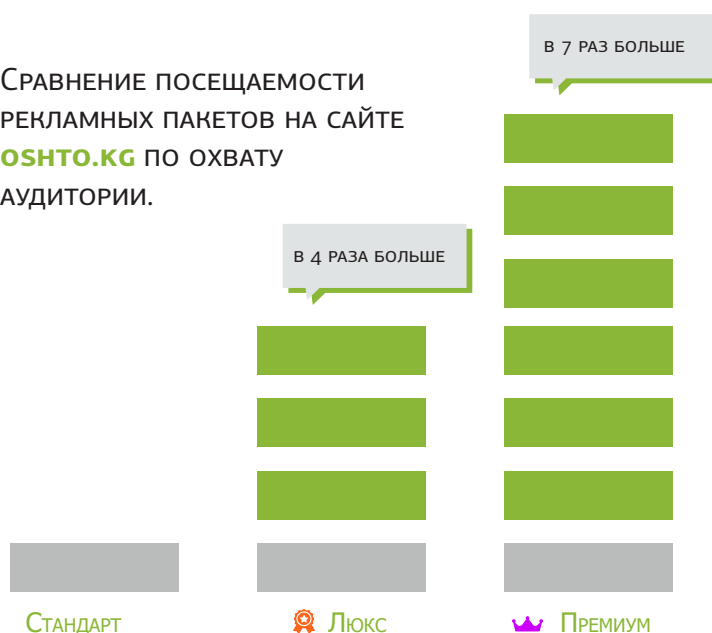 Сравнение посещаемости
рекламных пакетов на сайте
oshto.kg по охвату
аудитории.
в 7 раз больше
в 4 раза больше
Стандарт
Люкс
Премиум